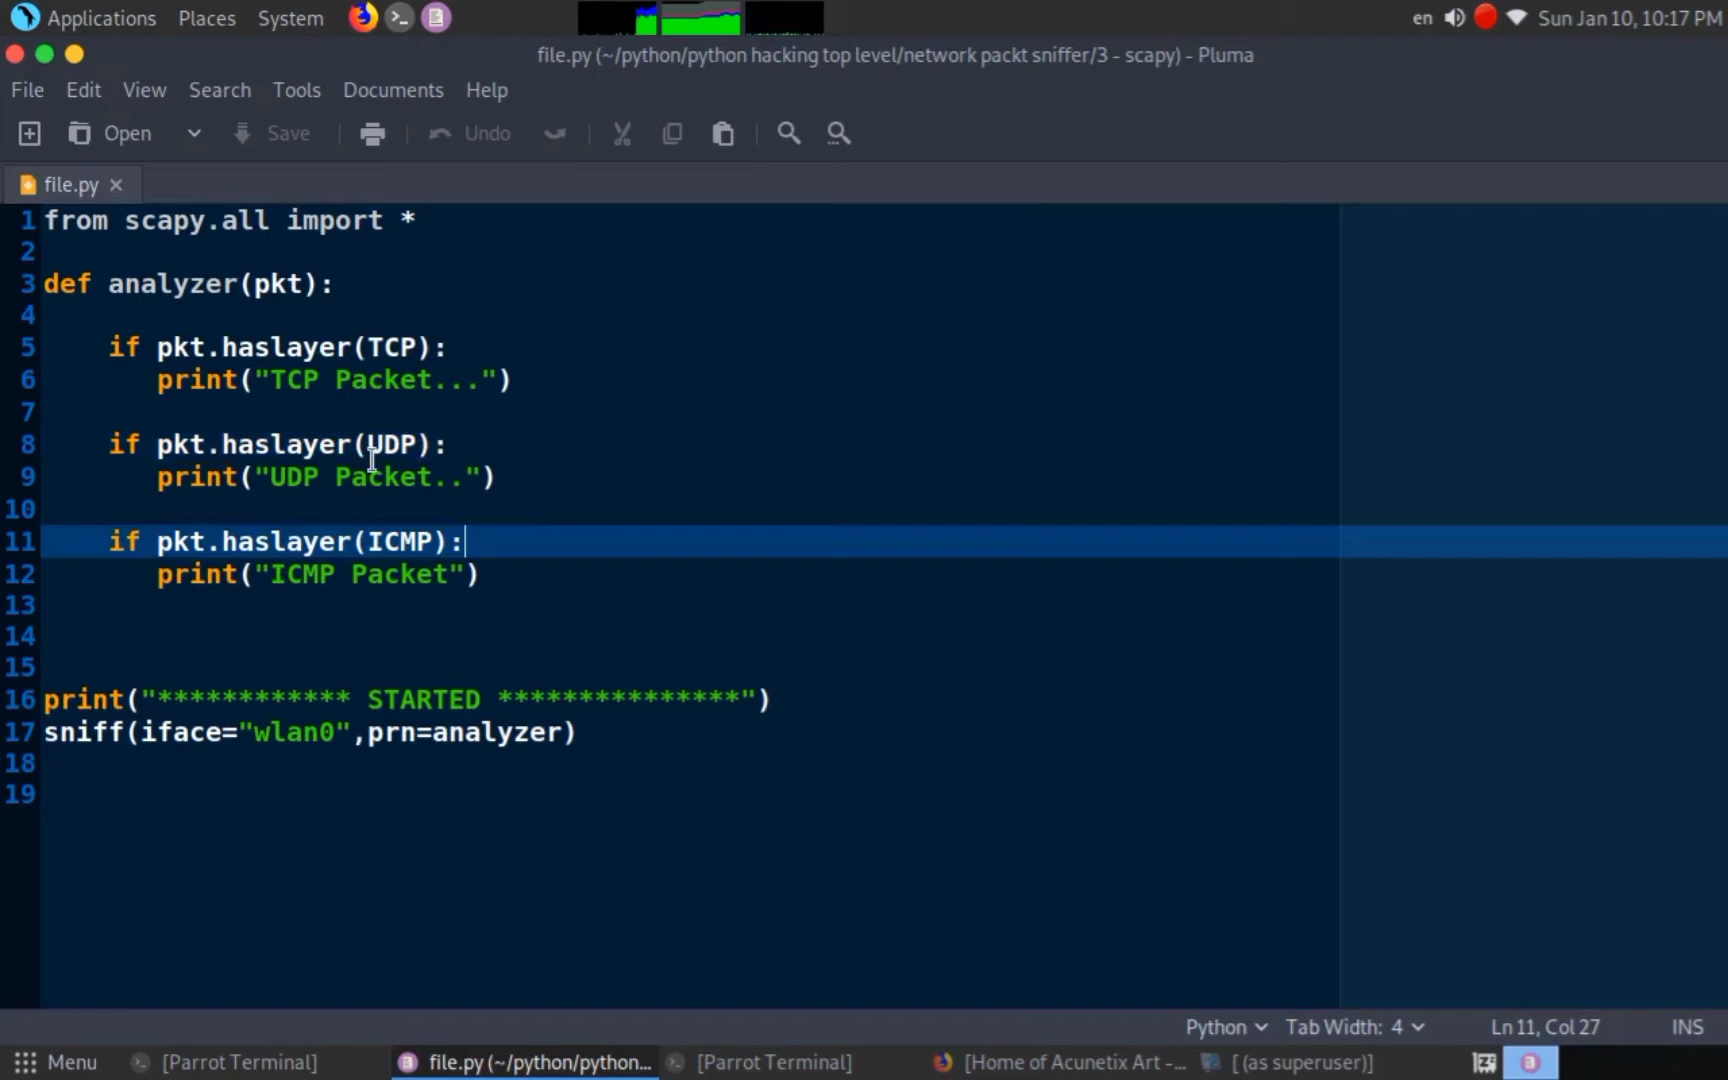 Applications Places System en Sun Jan 10, 10:17 PM
file.py (~/python/python hacking top level/network packt sniffer/3 - scapy) - Pluma
File Edit View Search Tools Documents Help
Open Save Undo
file.py
1 from scapy.all import *
2
3 def analyzer(pkt):
4
5 if pkt.haslayer(TCP):
6 print("TCP Packet...")
7
8 if pkt.haslayer(UDP):
9 print("UDP Packet..")
10
11 if pkt.haslayer(ICMP):
12 print("ICMP Packet")
13
14
15
16 print("************ STARTED ***************")
17 sniff(iface="wlan0",prn=analyzer)
18
19
Python Tab Width: 4 Ln 11, Col 27 INS
Menu [Parrot Terminal] file.py (~/python/python... [Parrot Terminal] [Home of Acunetix Art -... [ (as superuser)]